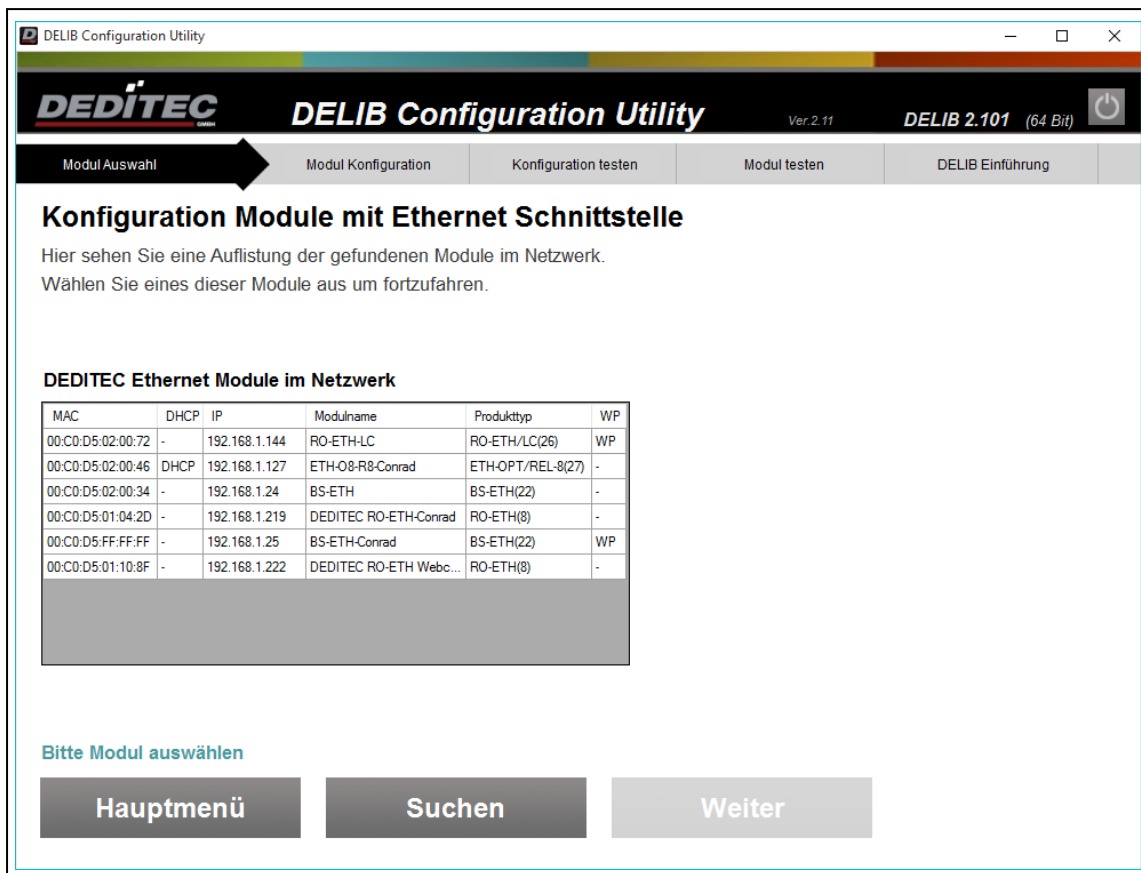 DELIB Configuration Utility
DEDITEC GMBH DELIB Configuration Utility Ver.2.11 DELIB 2.101 (64 Bit)
Modul Auswahl Modul Konfiguration Konfiguration testen Modul testen DELIB Einführung
Konfiguration Module mit Ethernet Schnittstelle
Hier sehen Sie eine Auflistung der gefundenen Module im Netzwerk.
Wählen Sie eines dieser Module aus um fortzufahren.
DEDITEC Ethernet Module im Netzwerk
MAC DHCP IP Modulname Produkttyp WP
00:C0:D5:02:00:72 - 192.168.1.144 RO-ETH-LC RO-ETH/LC(26) WP
00:C0:D5:02:00:46 DHCP 192.168.1.127 ETH-O8-R8-Conrad ETH-OPT/REL-8(27) -
00:C0:D5:02:00:34 - 192.168.1.24 BS-ETH BS-ETH(22) -
00:C0:D5:01:04:2D - 192.168.1.219 DEDITEC RO-ETH-Conrad RO-ETH(8) -
00:C0:D5:FF:FF:FF - 192.168.1.25 BS-ETH-Conrad BS-ETH(22) WP
00:C0:D5:01:10:8F - 192.168.1.222 DEDITEC RO-ETH Webc... RO-ETH(8) -
Bitte Modul auswählen
Hauptmenü Suchen Weiter